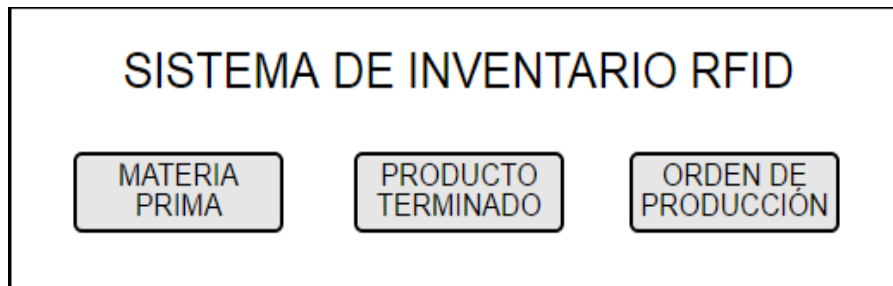 SISTEMA DE INVENTARIO RFID
MATERIA
PRIMA
PRODUCTO
TERMINADO
ORDEN DE
PRODUCCIÓN